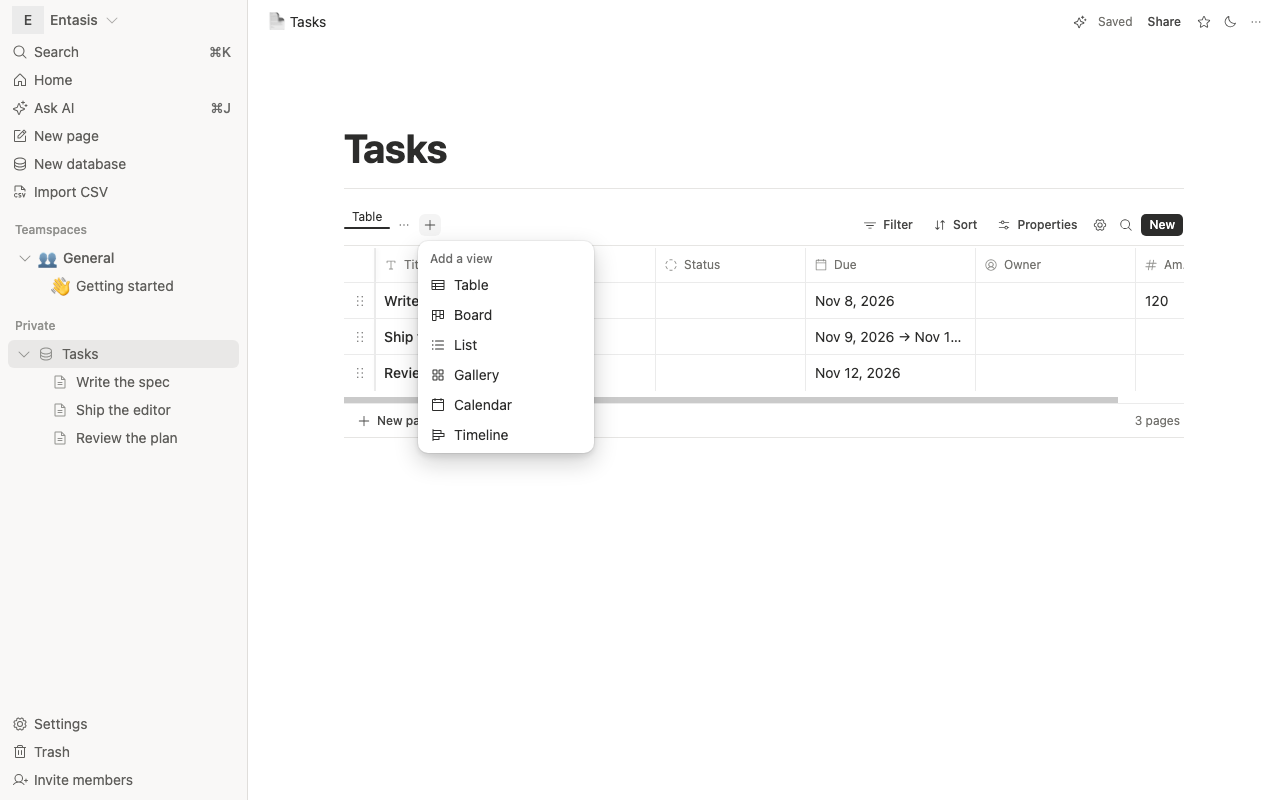 E Entasis
Search ⌘K
Home
Ask AI ⌘J
New page
New database
Import CSV
Teamspaces
General
Getting started
Private
Tasks
Write the spec
Ship the editor
Review the plan
Settings
Trash
Invite members
Tasks
Saved Share
Tasks
Table
Filter Sort Properties New
Add a view
Table
Board
List
Gallery
Calendar
Timeline
Status Due Owner # Am.
Write Nov 8, 2026 120
Ship Nov 9, 2026 → Nov 1...
Nov 12, 2026
New 3 pages